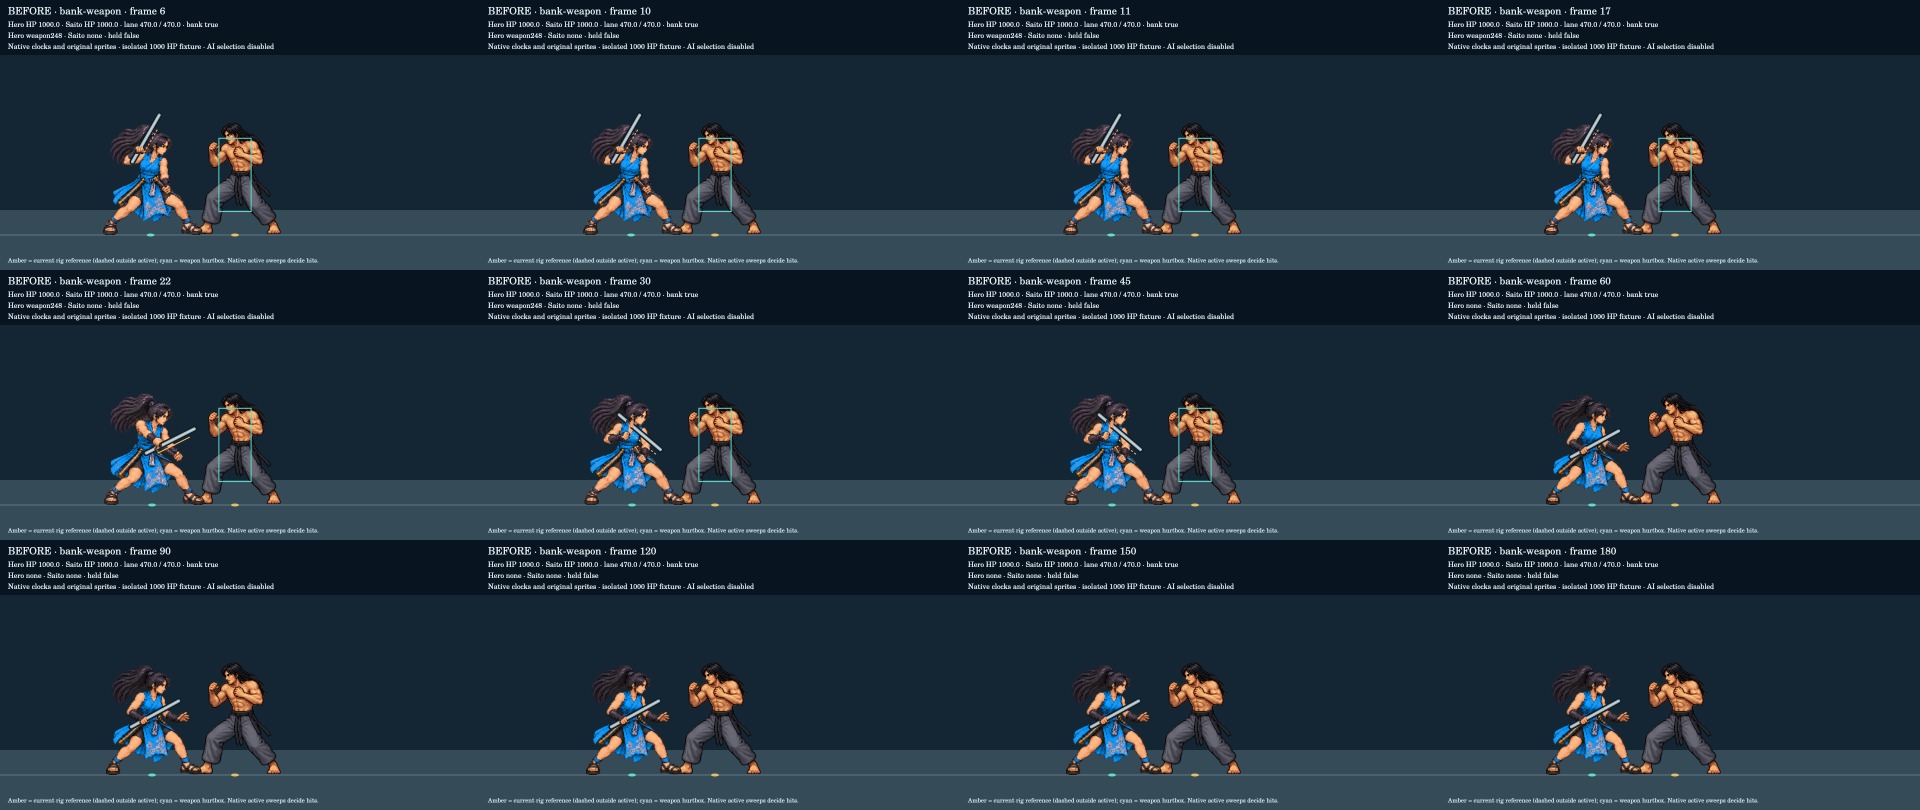 BEFORE · bank-weapon · frame 6
Hero HP 1000.0 · Saito HP 1000.0 · lane 470.0 / 470.0 · bank true
Hero weapon248 · Saito none · held false
Native clocks and original sprites · isolated 1000 HP fixture · AI selection disabled
Amber = current rig reference (dashed outside active); cyan = weapon hurtbox. Native active sweeps decide hits.
BEFORE · bank-weapon · frame 10
Hero HP 1000.0 · Saito HP 1000.0 · lane 470.0 / 470.0 · bank true
Hero weapon248 · Saito none · held false
Native clocks and original sprites · isolated 1000 HP fixture · AI selection disabled
Amber = current rig reference (dashed outside active); cyan = weapon hurtbox. Native active sweeps decide hits.
BEFORE · bank-weapon · frame 11
Hero HP 1000.0 · Saito HP 1000.0 · lane 470.0 / 470.0 · bank true
Hero weapon248 · Saito none · held false
Native clocks and original sprites · isolated 1000 HP fixture · AI selection disabled
Amber = current rig reference (dashed outside active); cyan = weapon hurtbox. Native active sweeps decide hits.
BEFORE · bank-weapon · frame 17
Hero HP 1000.0 · Saito HP 1000.0 · lane 470.0 / 470.0 · bank true
Hero weapon248 · Saito none · held false
Native clocks and original sprites · isolated 1000 HP fixture · AI selection disabled
Amber = current rig reference (dashed outside active); cyan = weapon hurtbox. Native active sweeps decide hits.
BEFORE · bank-weapon · frame 22
Hero HP 1000.0 · Saito HP 1000.0 · lane 470.0 / 470.0 · bank true
Hero weapon248 · Saito none · held false
Native clocks and original sprites · isolated 1000 HP fixture · AI selection disabled
Amber = current rig reference (dashed outside active); cyan = weapon hurtbox. Native active sweeps decide hits.
BEFORE · bank-weapon · frame 30
Hero HP 1000.0 · Saito HP 1000.0 · lane 470.0 / 470.0 · bank true
Hero weapon248 · Saito none · held false
Native clocks and original sprites · isolated 1000 HP fixture · AI selection disabled
Amber = current rig reference (dashed outside active); cyan = weapon hurtbox. Native active sweeps decide hits.
BEFORE · bank-weapon · frame 45
Hero HP 1000.0 · Saito HP 1000.0 · lane 470.0 / 470.0 · bank true
Hero weapon248 · Saito none · held false
Native clocks and original sprites · isolated 1000 HP fixture · AI selection disabled
Amber = current rig reference (dashed outside active); cyan = weapon hurtbox. Native active sweeps decide hits.
BEFORE · bank-weapon · frame 60
Hero HP 1000.0 · Saito HP 1000.0 · lane 470.0 / 470.0 · bank true
Hero none · Saito none · held false
Native clocks and original sprites · isolated 1000 HP fixture · AI selection disabled
Amber = current rig reference (dashed outside active); cyan = weapon hurtbox. Native active sweeps decide hits.
BEFORE · bank-weapon · frame 90
Hero HP 1000.0 · Saito HP 1000.0 · lane 470.0 / 470.0 · bank true
Hero none · Saito none · held false
Native clocks and original sprites · isolated 1000 HP fixture · AI selection disabled
Amber = current rig reference (dashed outside active); cyan = weapon hurtbox. Native active sweeps decide hits.
BEFORE · bank-weapon · frame 120
Hero HP 1000.0 · Saito HP 1000.0 · lane 470.0 / 470.0 · bank true
Hero none · Saito none · held false
Native clocks and original sprites · isolated 1000 HP fixture · AI selection disabled
Amber = current rig reference (dashed outside active); cyan = weapon hurtbox. Native active sweeps decide hits.
BEFORE · bank-weapon · frame 150
Hero HP 1000.0 · Saito HP 1000.0 · lane 470.0 / 470.0 · bank true
Hero none · Saito none · held false
Native clocks and original sprites · isolated 1000 HP fixture · AI selection disabled
Amber = current rig reference (dashed outside active); cyan = weapon hurtbox. Native active sweeps decide hits.
BEFORE · bank-weapon · frame 180
Hero HP 1000.0 · Saito HP 1000.0 · lane 470.0 / 470.0 · bank true
Hero none · Saito none · held false
Native clocks and original sprites · isolated 1000 HP fixture · AI selection disabled
Amber = current rig reference (dashed outside active); cyan = weapon hurtbox. Native active sweeps decide hits.